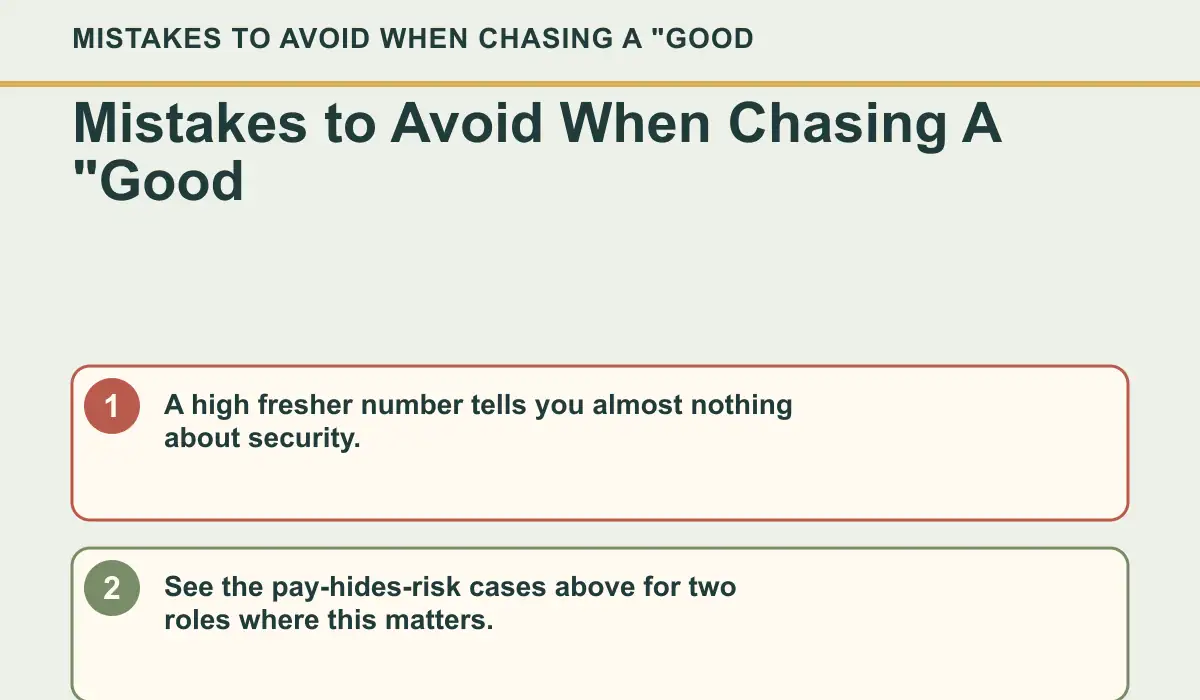 MISTAKES TO AVOID WHEN CHASING A "GOOD
Mistakes to Avoid When Chasing A
"Good
1
A high fresher number tells you almost nothing
about security.
2
See the pay-hides-risk cases above for two
roles where this matters.